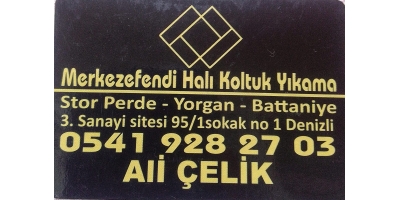 Merkezefendi Halı Koltuk Yıkama
Stor Perde - Yorgan - Battaniye
3. Sanayi sitesi 95/1sokak no 1 Denizli
0541 928 27 03
Ali ÇELİK